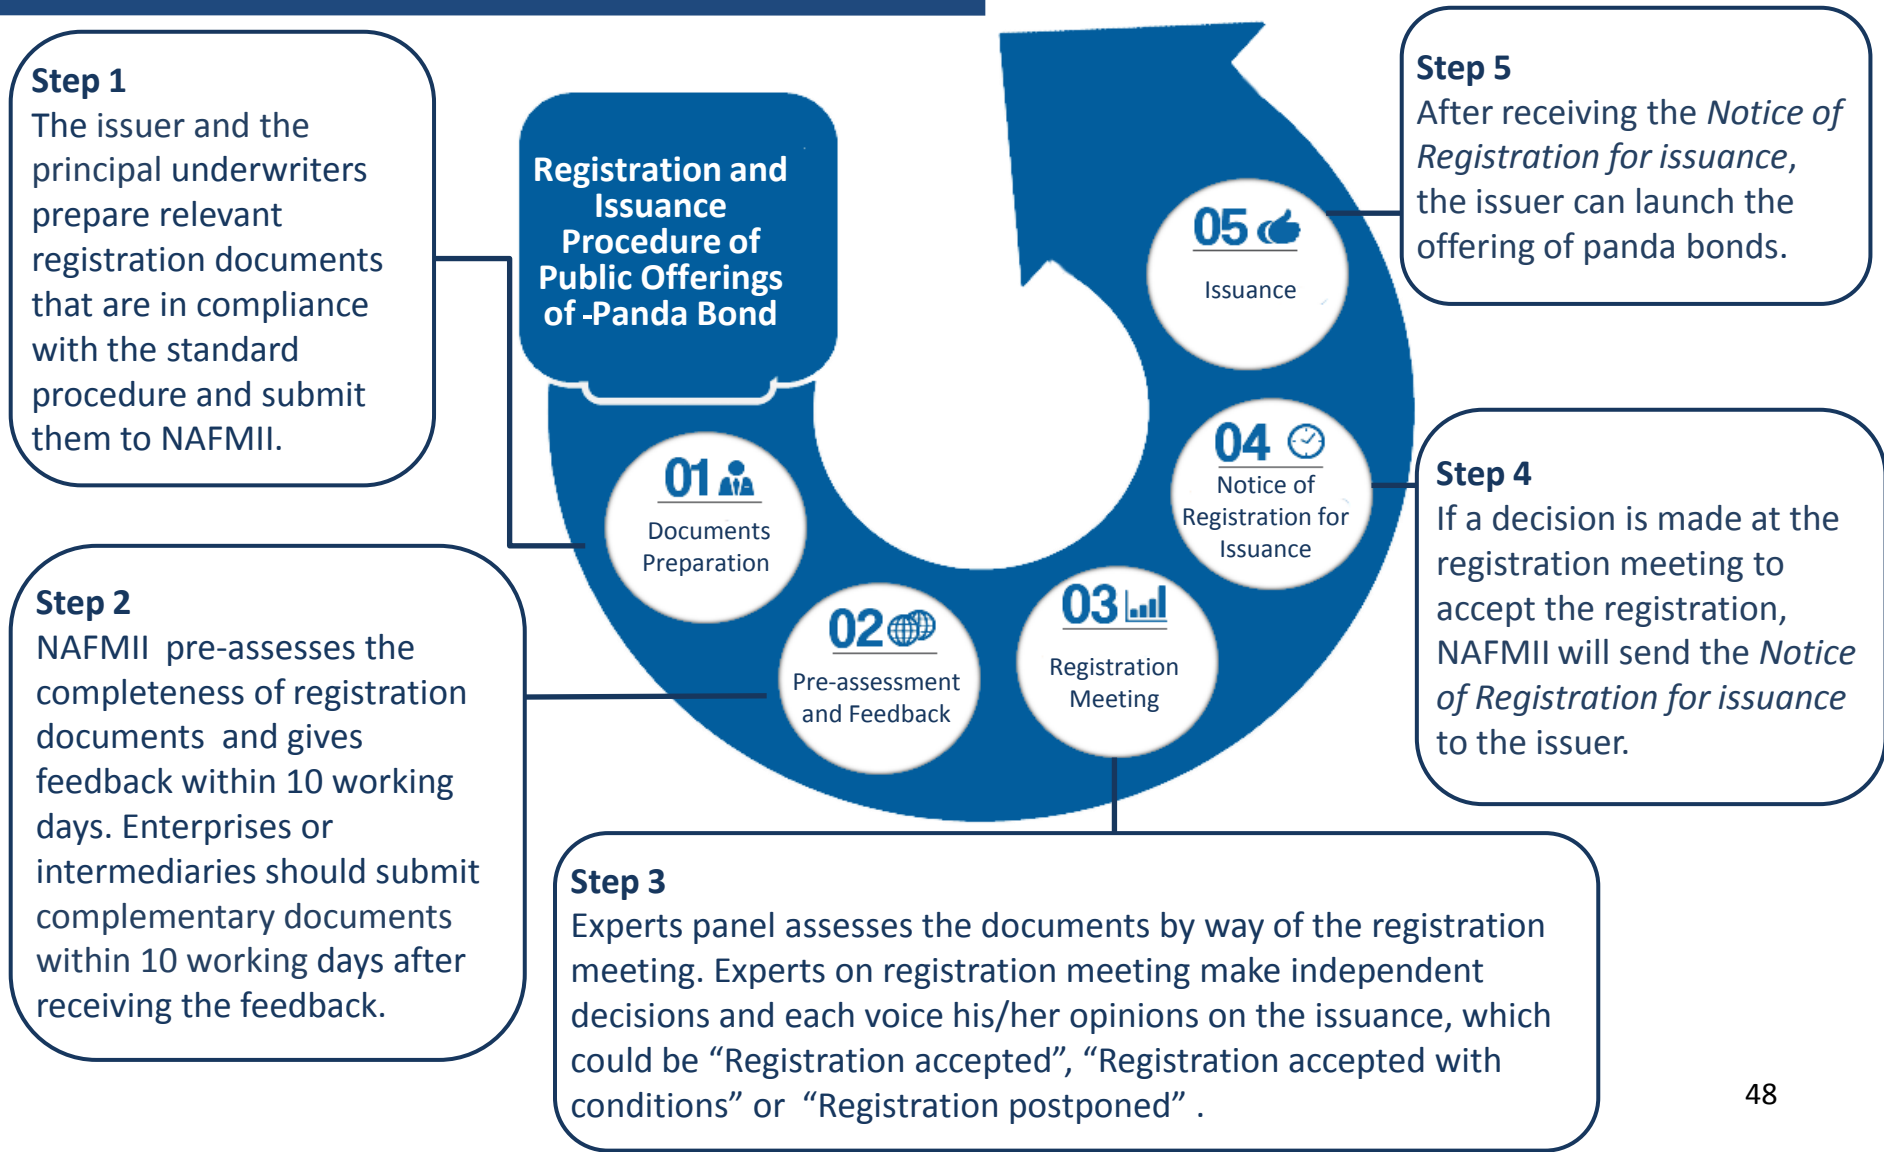 Registration and
Issuance
Procedure of
Public Offerings
of -Panda Bond
Step 1
The issuer and the
principal underwriters
prepare relevant
registration documents
that are in compliance
with the standard
procedure and submit
them to NAFMII.
01
Documents
Preparation
Step 2
NAFMII  pre-assesses the
completeness of registration
documents  and gives
feedback within 10 working
days. Enterprises or
intermediaries should submit
complementary documents
within 10 working days after
receiving the feedback.
02
Pre-assessment
and Feedback
03
Registration
Meeting
Step 3
Experts panel assesses the documents by way of the registration
meeting. Experts on registration meeting make independent
decisions and each voice his/her opinions on the issuance, which
could be “Registration accepted”, “Registration accepted with
conditions” or  “Registration postponed” .
04
Notice of
Registration for
Issuance
Step 4
If a decision is made at the
registration meeting to
accept the registration,
NAFMII will send the Notice
of Registration for issuance
to the issuer.
05
Issuance
Step 5
After receiving the Notice of
Registration for issuance,
the issuer can launch the
offering of panda bonds.
48